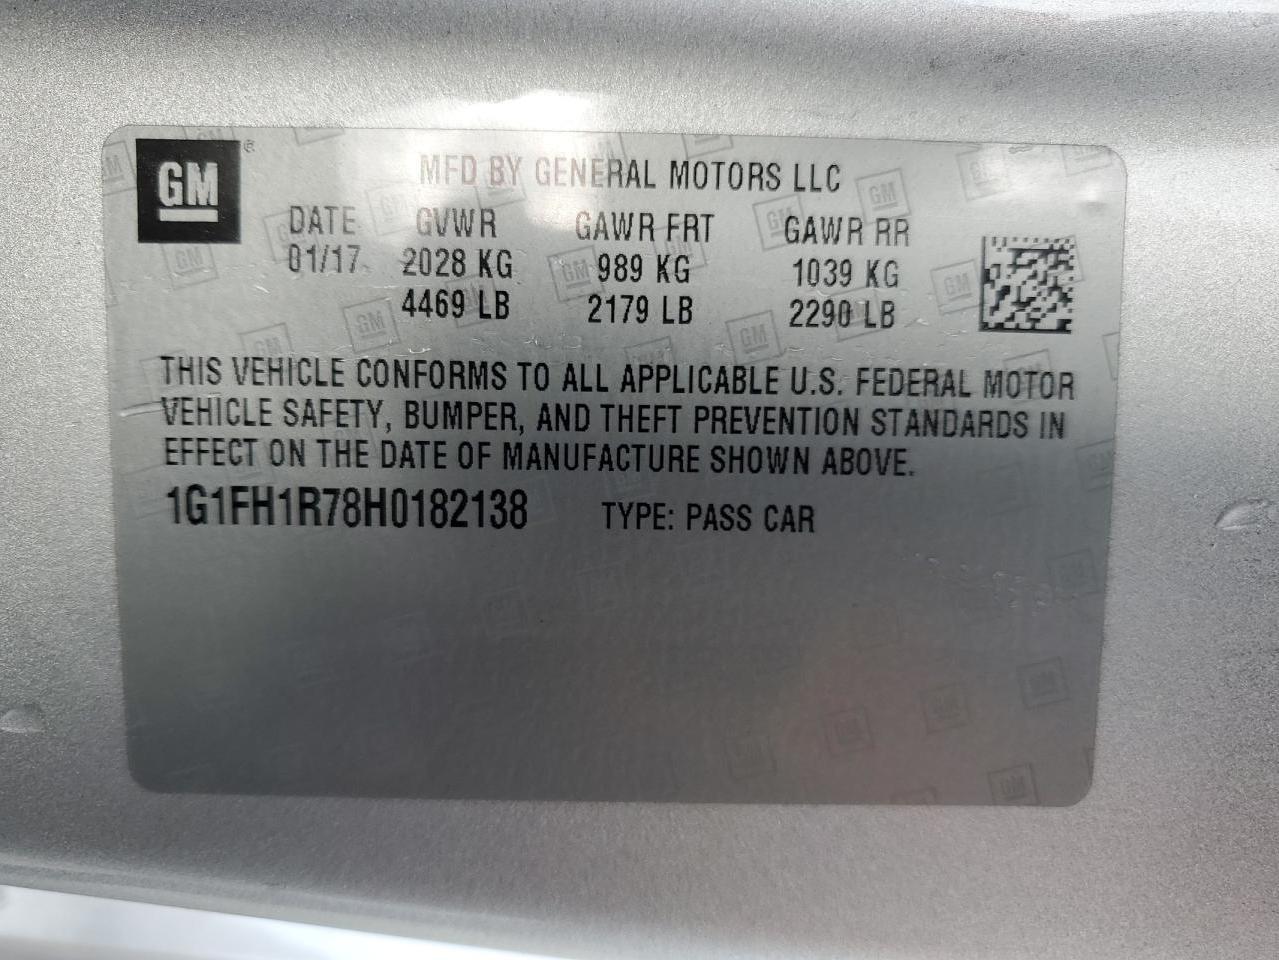 GM
MFD BY GENERAL MOTORS LLC
DATE GVWR GAWR FRT GAWR RR
01/17 2028 KG 989 KG 1039 KG
4469 LB 2179 LB 2290 LB
THIS VEHICLE CONFORMS TO ALL APPLICABLE U.S. FEDERAL MOTOR
VEHICLE SAFETY, BUMPER, AND THEFT PREVENTION STANDARDS IN
EFFECT ON THE DATE OF MANUFACTURE SHOWN ABOVE.
1G1FH1R78H0182138 TYPE: PASS CAR